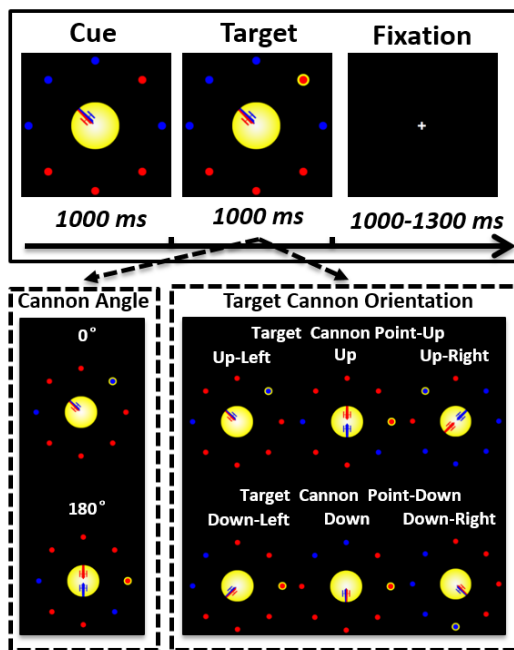 Cue Target Fixation
1000 ms 1000 ms 1000-1300 ms
Cannon Angle
0°
180°
Target Cannon Orientation
Target Cannon Point-Up
Up-Left Up Up-Right
Target Cannon Point-Down
Down-Left Down Down-Right